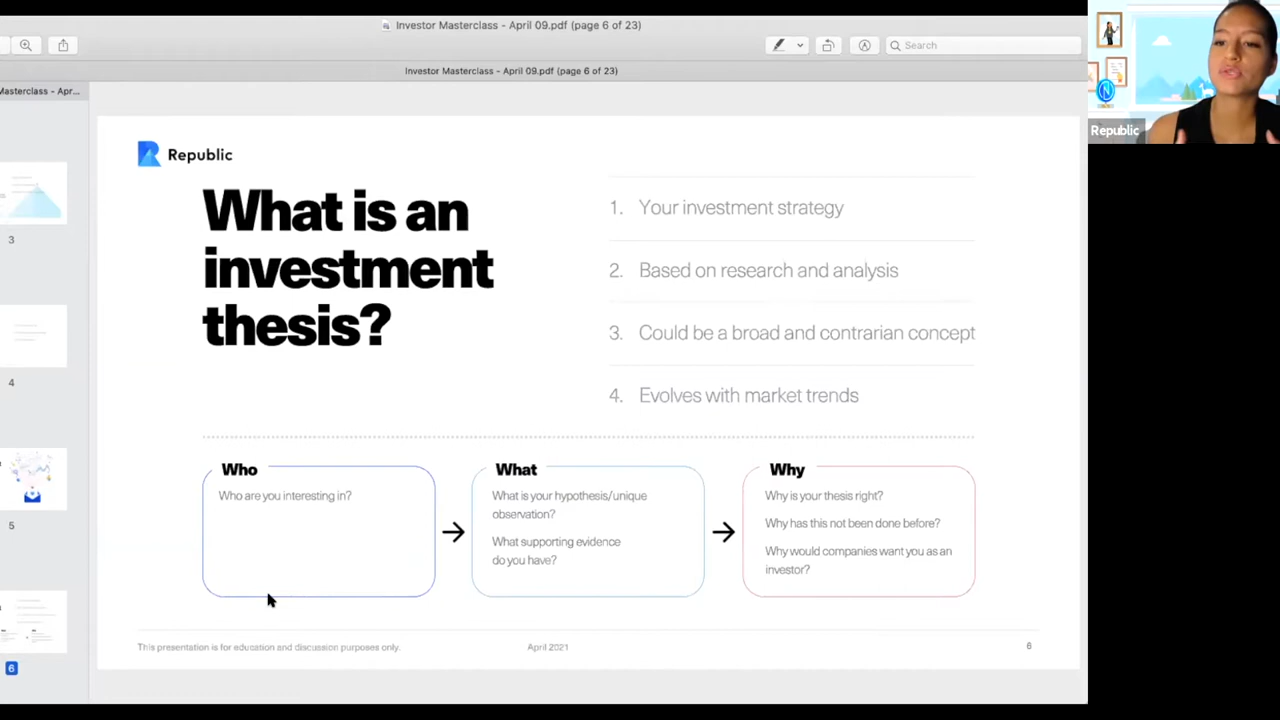 Investor Masterclass - April 09.pdf (page 6 of 23)
Search
Investor Masterclass - April 09.pdf (page 6 of 23)
Masterclass - Apr...
Republic
Republic
What is an
investment
thesis?
1. Your investment strategy
2. Based on research and analysis
3. Could be a broad and contrarian concept
4. Evolves with market trends
3
4
5
6
Who
Who are you interesting in?
What
What is your hypothesis/unique
observation?
What supporting evidence
do you have?
Why
Why is your thesis right?
Why has this not been done before?
Why would companies want you as an
investor?
This presentation is for education and discussion purposes only.
April 2021
6